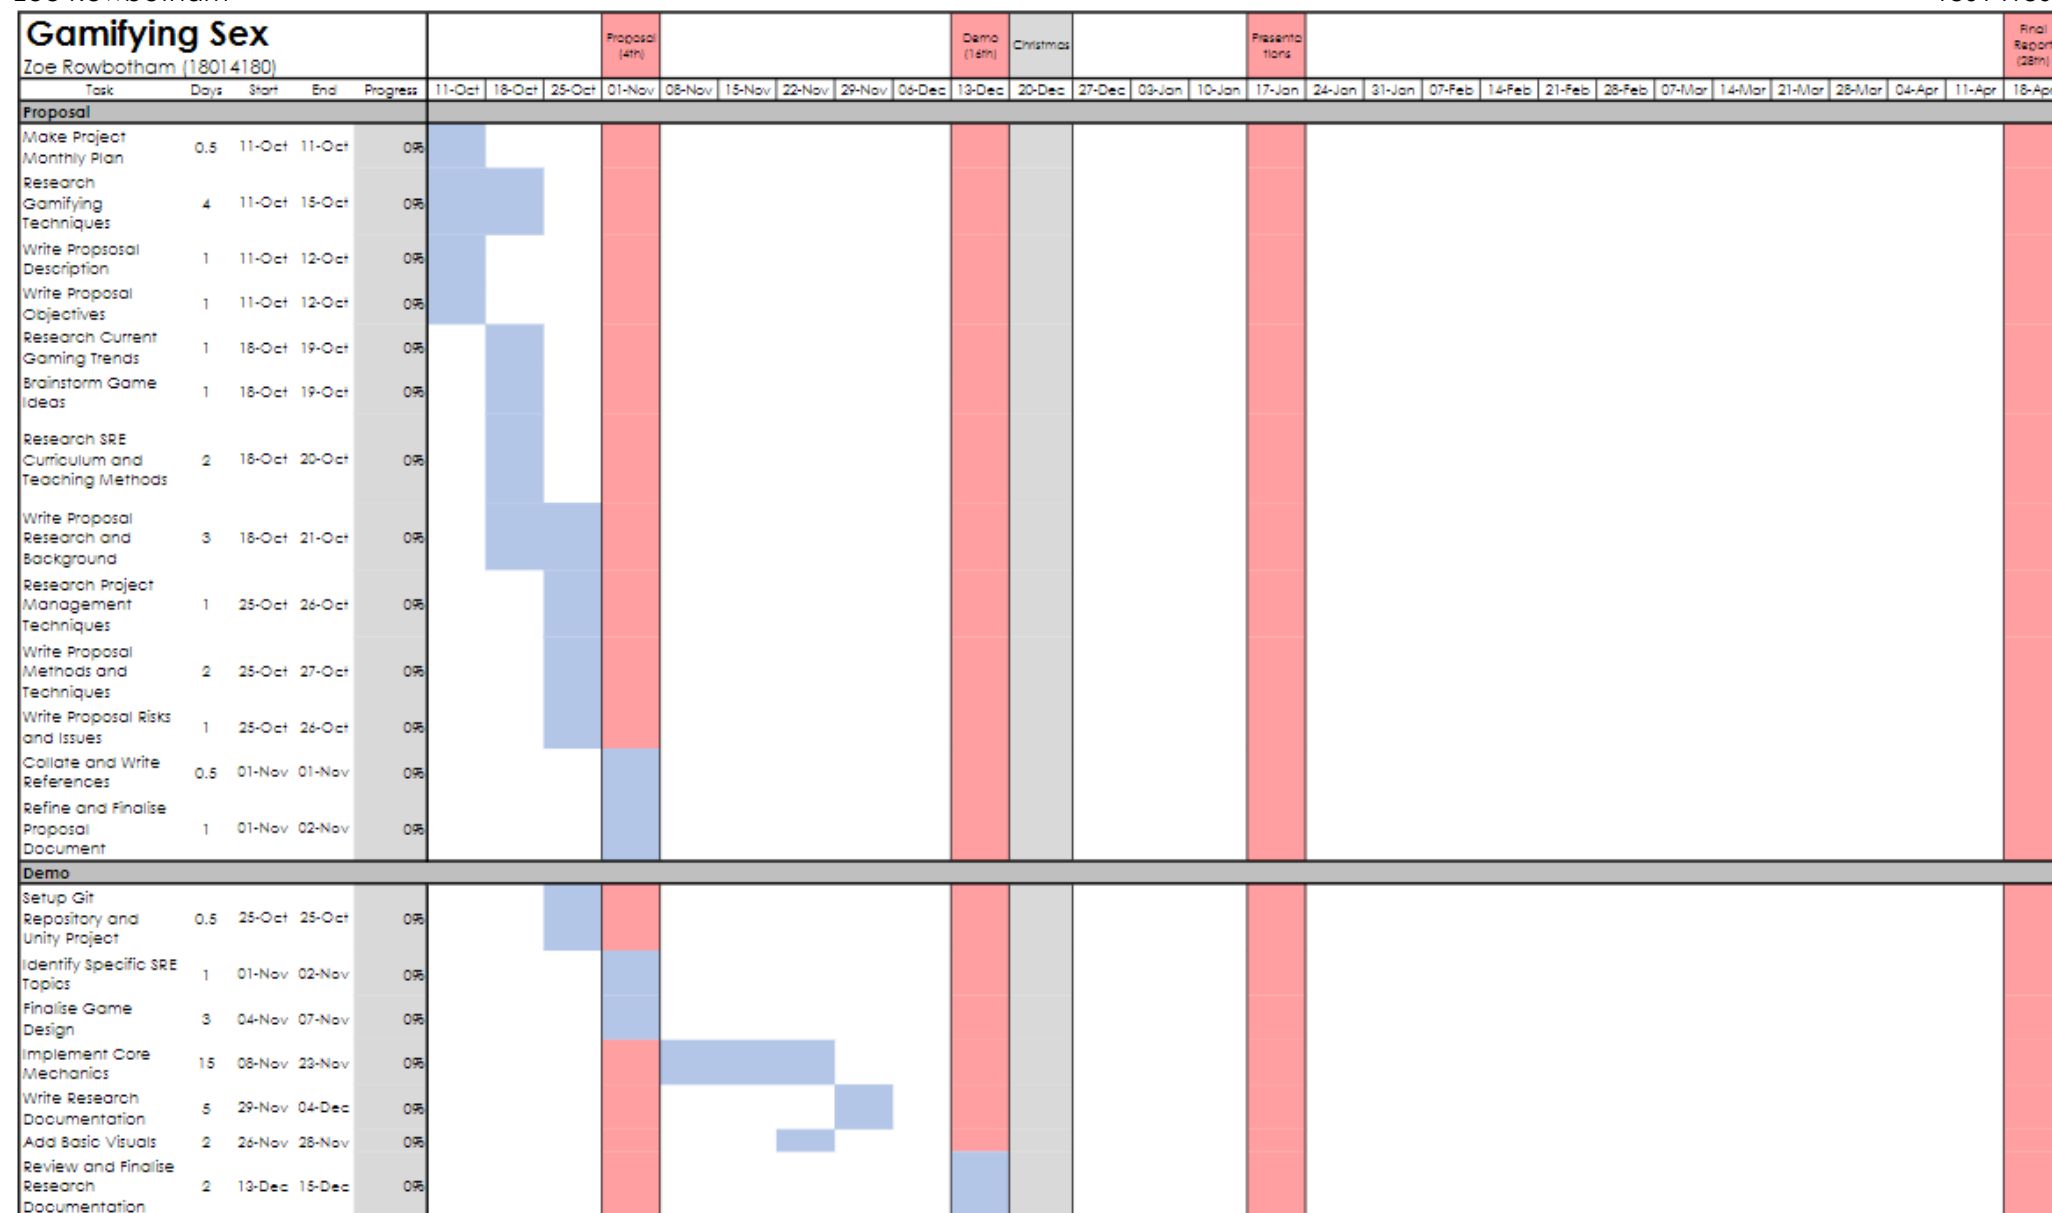 Gamifying Sex
Zoe Rowbotham (18014180)
Proposal
(4th)
Demo
(16th)
Christmas
Presenta
tions
Final
Report
(28th)
Task Days Start End Progress 11-Oct 18-Oct 25-Oct 01-Nov 08-Nov 15-Nov 22-Nov 29-Nov 06-Dec 13-Dec 20-Dec 27-Dec 03-Jan 10-Jan 17-Jan 24-Jan 31-Jan 07-Feb 14-Feb 21-Feb 28-Feb 07-Mar 14-Mar 21-Mar 28-Mar 04-Apr 11-Apr 18-Apr
Proposal
Make Project
Monthly Plan
0.5 11-Oct 11-Oct 0%
Research
Gamifying
Techniques
4 11-Oct 15-Oct 0%
Write Propsosal
Description
1 11-Oct 12-Oct 0%
Write Proposal
Objectives
1 11-Oct 12-Oct 0%
Research Current
Gaming Trends
1 18-Oct 19-Oct 0%
Brainstorm Game
Ideas
1 18-Oct 19-Oct 0%
Research SRE
Curriculum and
Teaching Methods
2 18-Oct 20-Oct 0%
Write Proposal
Research and
Background
3 18-Oct 21-Oct 0%
Research Project
Management
Techniques
1 25-Oct 26-Oct 0%
Write Proposal
Methods and
Techniques
2 25-Oct 27-Oct 0%
Write Proposal Risks
and Issues
1 25-Oct 26-Oct 0%
Collate and Write
References
0.5 01-Nov 01-Nov 0%
Refine and Finalise
Proposal
Document
1 01-Nov 02-Nov 0%
Demo
Setup Git
Repository and
Unity Project
0.5 25-Oct 25-Oct 0%
Identify Specific SRE
Topics
1 01-Nov 02-Nov 0%
Finalise Game
Design
3 04-Nov 07-Nov 0%
Implement Core
Mechanics
15 08-Nov 23-Nov 0%
Write Research
Documentation
5 29-Nov 04-Dec 0%
Add Basic Visuals 2 26-Nov 28-Nov 0%
Review and Finalise
Research
Documentation
2 13-Dec 15-Dec 0%